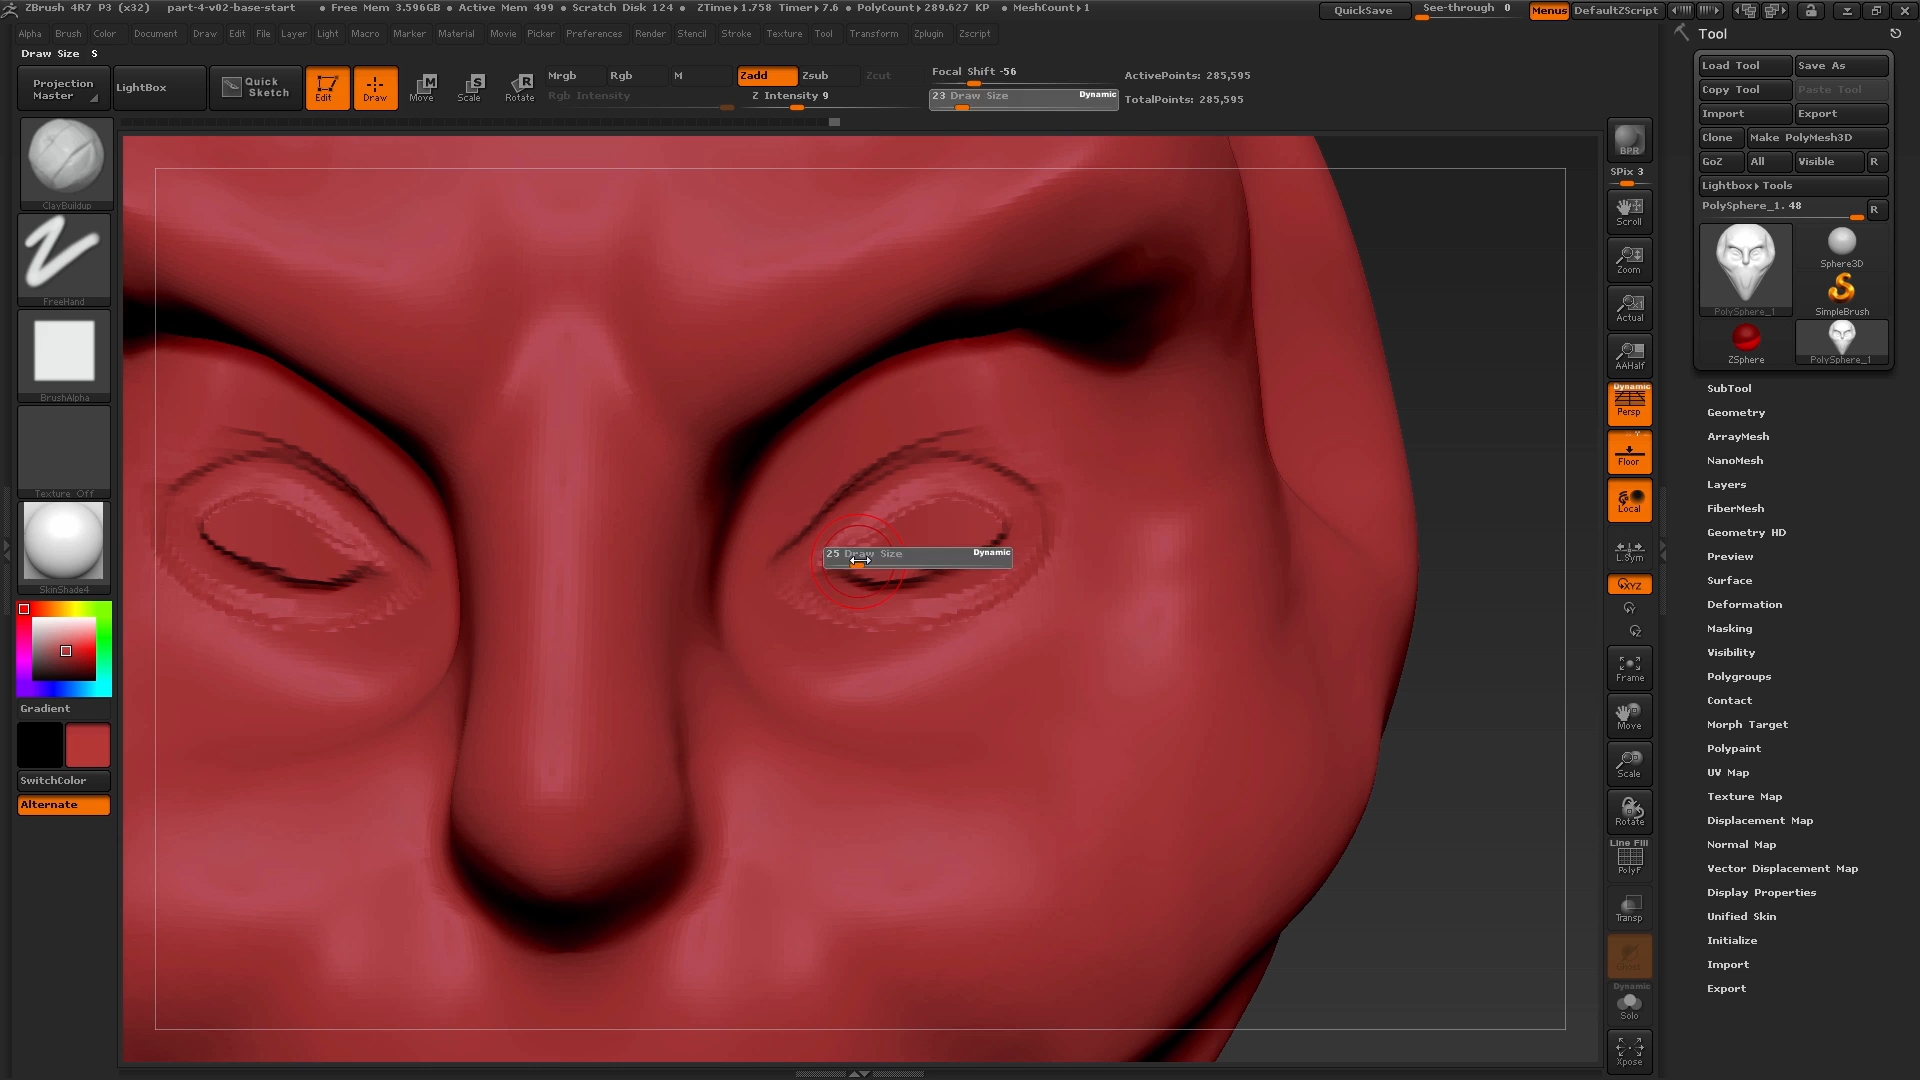 ZBrush 4R7 P3 (x32) part-4-v02-base-start • Free Mem 3.596GB • Active Mem 499 • Scratch Disk 124 • ZTime▸1.758 Timer▸7.6 • PolyCount▸289.627 KP • MeshCount▸1 QuickSave See-through 0 Menus DefaultZScript
Alpha Brush Color Document Draw Edit File Layer Light Macro Marker Material Movie Picker Preferences Render Stencil Stroke Texture Tool Transform Zplugin Zscript
Draw Size S
Projection Master
LightBox
Quick Sketch
Edit
Draw
Move
Scale
Rotate
Mrgb Rgb M
Rgb Intensity
Zadd Zsub Zcut
Z Intensity 9
Focal Shift -56
23 Draw Size Dynamic
ActivePoints: 285,595
TotalPoints: 285,595
ClayBuildup
FreeHand
BrushAlpha
Texture Off
SkinShade4
Gradient
SwitchColor
Alternate
25 Draw Size Dynamic
BPR
SPix 3
Scroll
Zoom
Actual
AAHalf
Dynamic
Persp
Floor
Local
L.Sym
XYZ
Y
Z
Frame
Move
Scale
Rotate
Line Fill
PolyF
Transp
Ghost
Dynamic
Solo
Xpose
Tool
Load Tool Save As
Copy Tool Paste Tool
Import Export
Clone Make PolyMesh3D
GoZ All Visible R
Lightbox▸Tools
PolySphere_1. 48 R
PolySphere_1
Sphere3D
SimpleBrush
ZSphere
PolySphere_1
SubTool
Geometry
ArrayMesh
NanoMesh
Layers
FiberMesh
Geometry HD
Preview
Surface
Deformation
Masking
Visibility
Polygroups
Contact
Morph Target
Polypaint
UV Map
Texture Map
Displacement Map
Normal Map
Vector Displacement Map
Display Properties
Unified Skin
Initialize
Import
Export